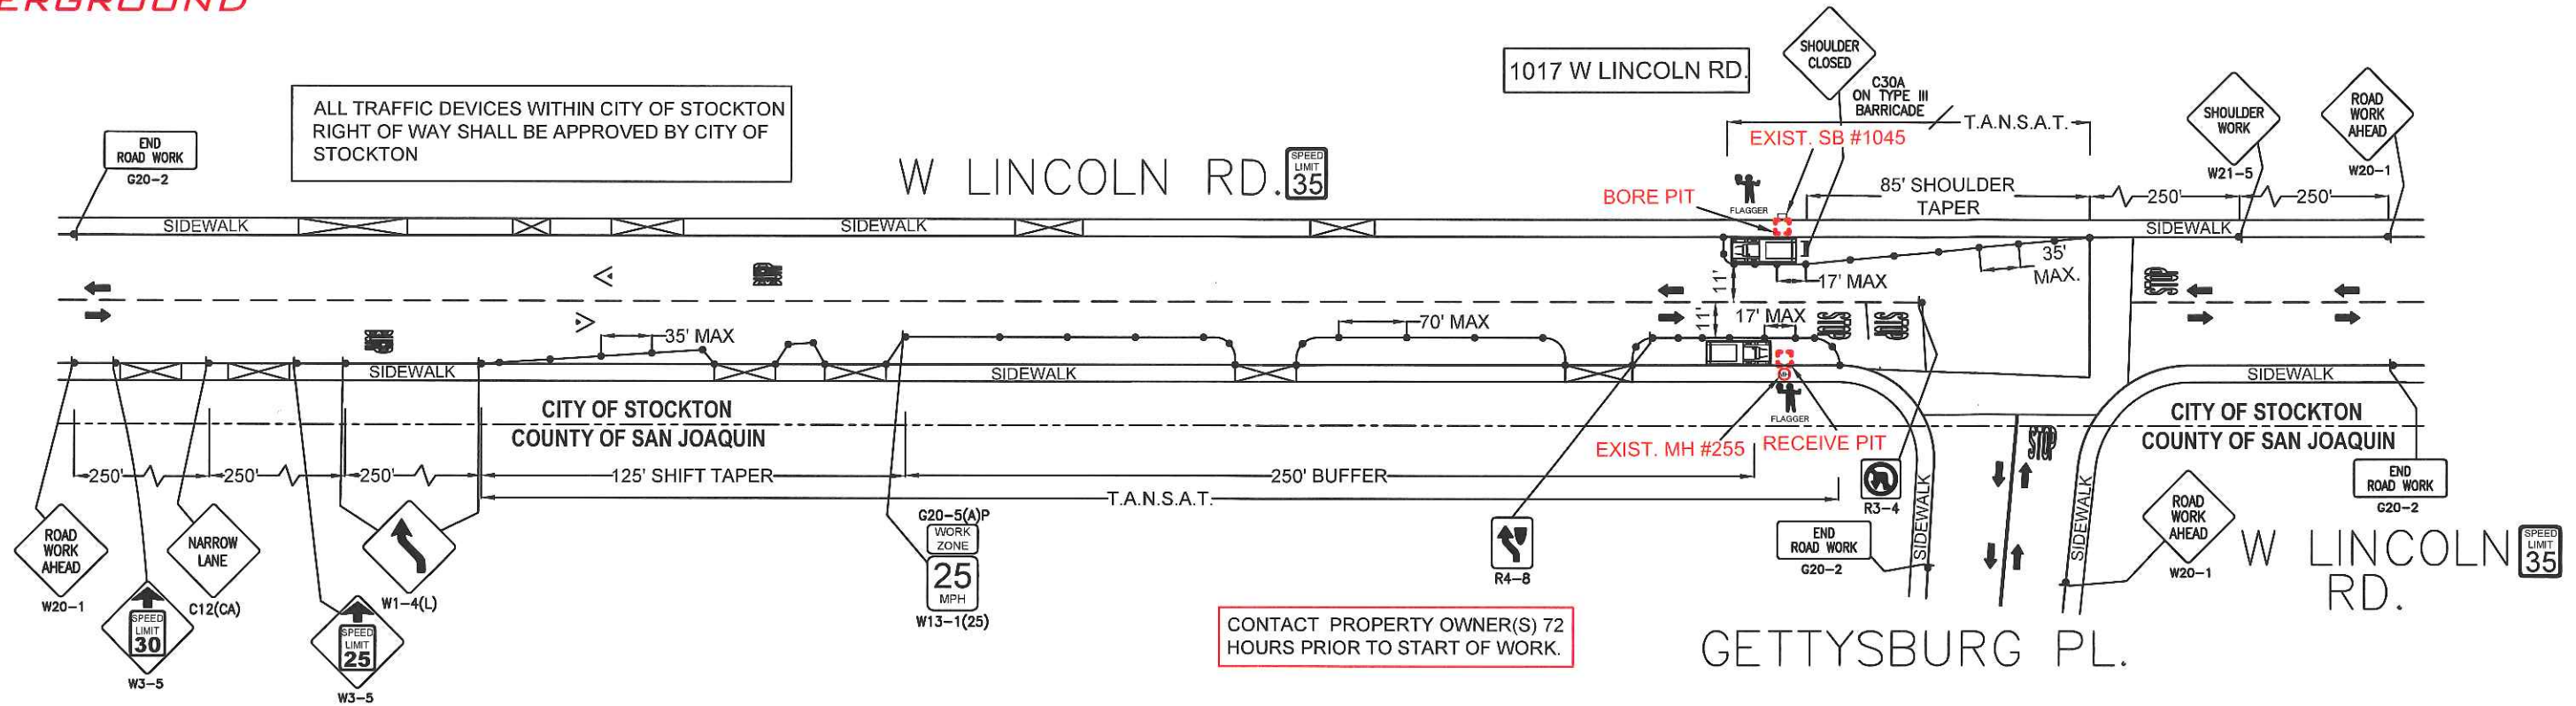 ERGROUND
1017 W LINCOLN RD.
SHOULDER
CLOSED
C30A
ON TYPE III
BARRICADE
T.A.N.S.A.T.
EXIST. SB #1045
SHOULDER
WORK
W21-5
ROAD
WORK
AHEAD
W20-1
ALL TRAFFIC DEVICES WITHIN CITY OF STOCKTON
RIGHT OF WAY SHALL BE APPROVED BY CITY OF
STOCKTON
END
ROAD WORK
G20-2
W LINCOLN RD.
SPEED
LIMIT
35
BORE PIT
FLAGGER
85' SHOULDER
TAPER
250'
250'
SIDEWALK
SIDEWALK
SIDEWALK
35'
MAX.
11'
17' MAX
STOP
35' MAX
70' MAX
11'
17' MAX
SIDEWALK
SIDEWALK
SIDEWALK
FLAGGER
CITY OF STOCKTON
COUNTY OF SAN JOAQUIN
CITY OF STOCKTON
COUNTY OF SAN JOAQUIN
EXIST. MH #255
RECEIVE PIT
STOP
250'
250'
250'
125' SHIFT TAPER
250' BUFFER
T.A.N.S.A.T.
ROAD
WORK
AHEAD
W20-1
SPEED
LIMIT
30
W3-5
NARROW
LANE
C12(CA)
SPEED
LIMIT
25
W3-5
W1-4(L)
G20-5(A)P
WORK
ZONE
25
MPH
W13-1(25)
R4-8
R3-4
END
ROAD WORK
G20-2
SIDEWALK
SIDEWALK
ROAD
WORK
AHEAD
W20-1
END
ROAD WORK
G20-2
W LINCOLN
RD.
SPEED
LIMIT
35
CONTACT PROPERTY OWNER(S) 72
HOURS PRIOR TO START OF WORK.
GETTYSBURG PL.